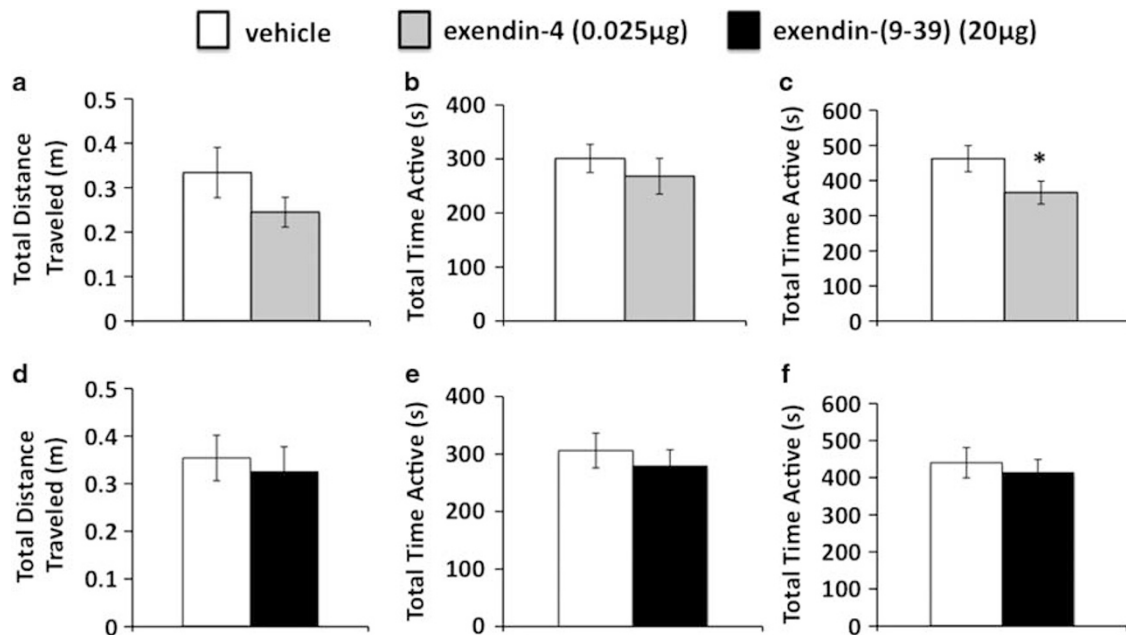 vehicle exendin-4 (0.025µg) exendin-(9-39) (20µg)
a
Total Distance
Traveled (m)
0.5
0.4
0.3
0.2
0.1
0
b
Total Time Active (s)
400
300
200
100
0
c
Total Time Active (s)
600
500
400
300
200
100
0
*
d
Total Distance
Traveled (m)
0.5
0.4
0.3
0.2
0.1
0
e
Total Time Active (s)
400
300
200
100
0
f
Total Time Active (s)
600
500
400
300
200
100
0